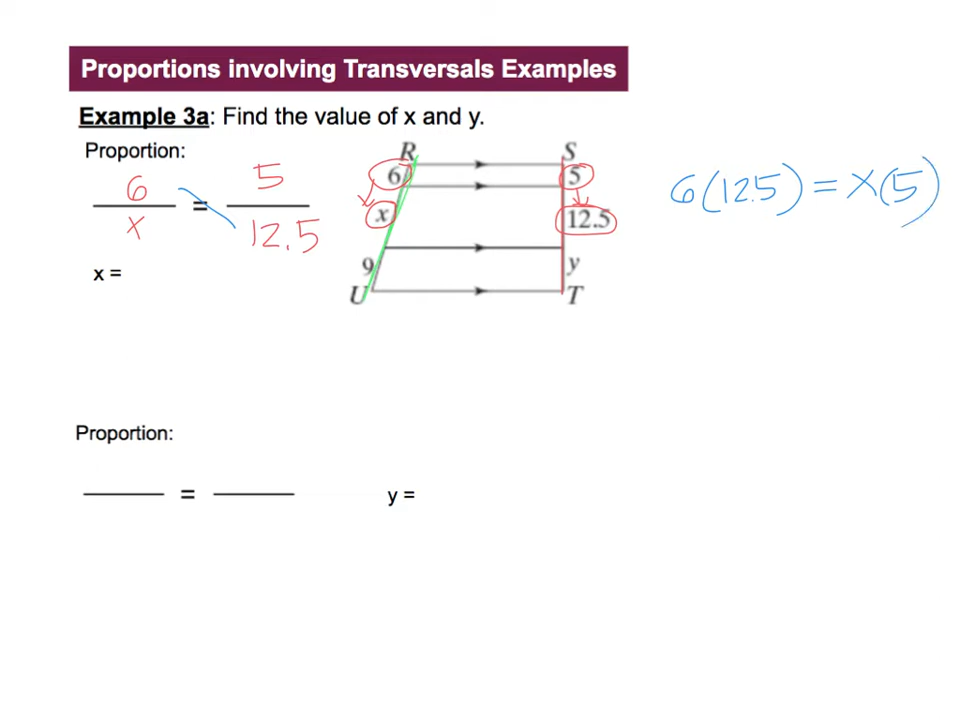 Proportions involving Transversals Examples
Example 3a: Find the value of x and y.
Proportion:
6 = 5
x 12.5
x =
R S
6 5
x 12.5
9 y
U T
6(12.5) = x(5)
Proportion:
=
y =